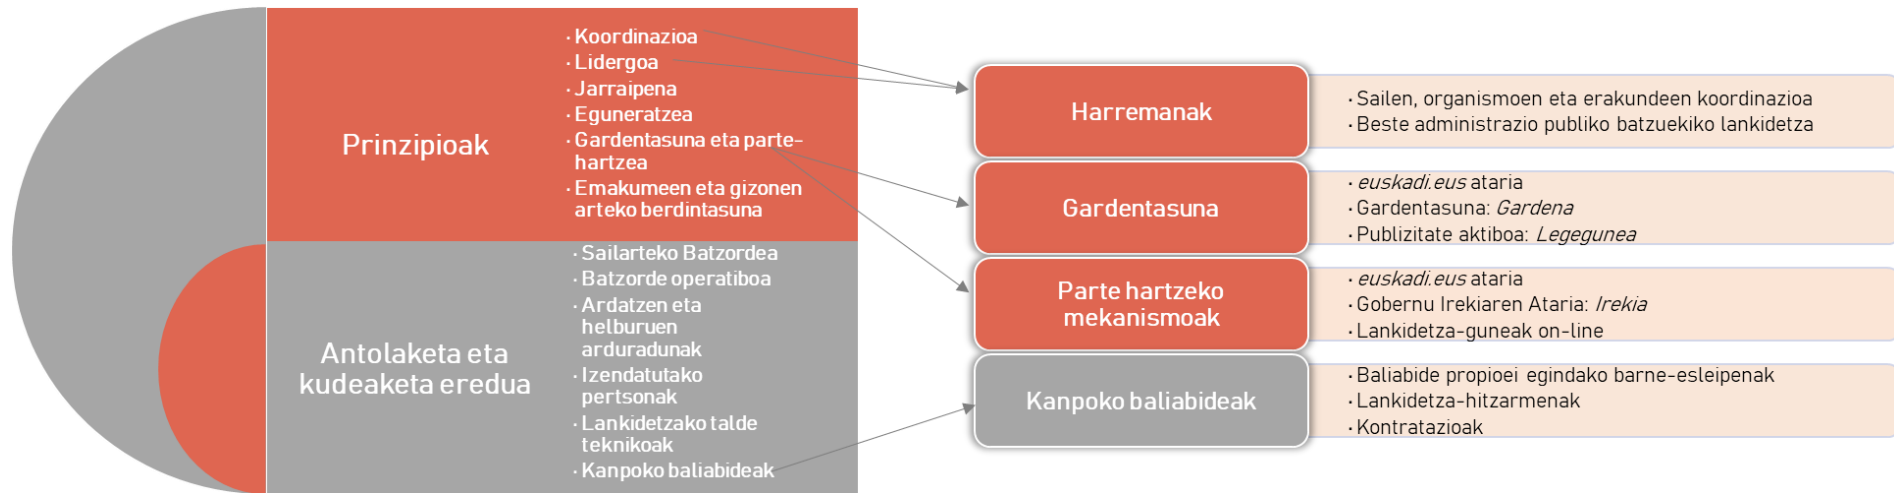 Prinzipioak
· Koordinazioa
· Lidergoa
· Jarraipena
· Eguneratzea
· Gardentasuna eta parte-
hartzea
· Emakumeen eta gizonen
arteko berdintasuna
Antolaketa eta
kudeaketa eredua
· Sailarteko Batzordea
· Batzorde operatiboa
· Ardatzen eta
helburuen
arduradunak
· Izendatutako
pertsonak
· Lankidetzako talde
teknikoak
· Kanpoko baliabideak
Harremanak
· Sailen, organismoen eta erakundeen koordinazioa
· Beste administrazio publiko batzuekiko lankidetza
Gardentasuna
· euskadi.eus ataria
· Gardentasuna: Gardena
· Publizitate aktiboa: Legegunea
Parte hartzeko
mekanismoak
· euskadi.eus ataria
· Gobernu Irekiaren Ataria: Irekia
· Lankidetza-guneak on-line
Kanpoko baliabideak
· Baliabide propioei egindako barne-esleipenak
· Lankidetza-hitzarmenak
· Kontratazioak